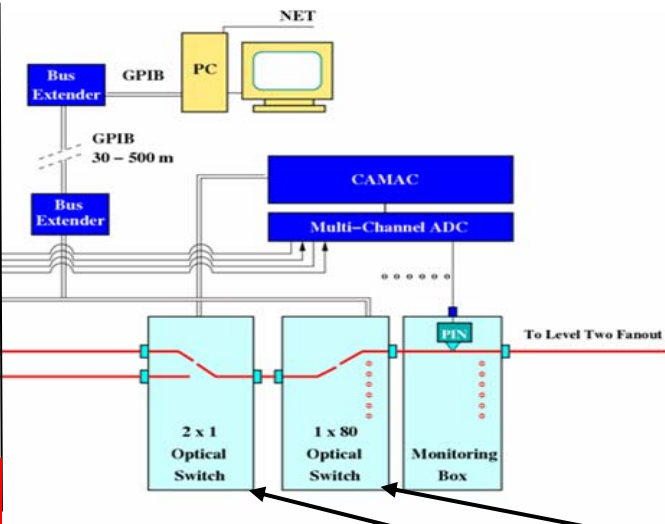 NET
PC
Bus
Extender
GPIB
GPIB
30 – 500 m
Bus
Extender
CAMAC
Multi–Channel ADC
PIN
To Level Two Fanout
2 x 1
Optical
Switch
1 x 80
Optical
Switch
Monitoring
Box